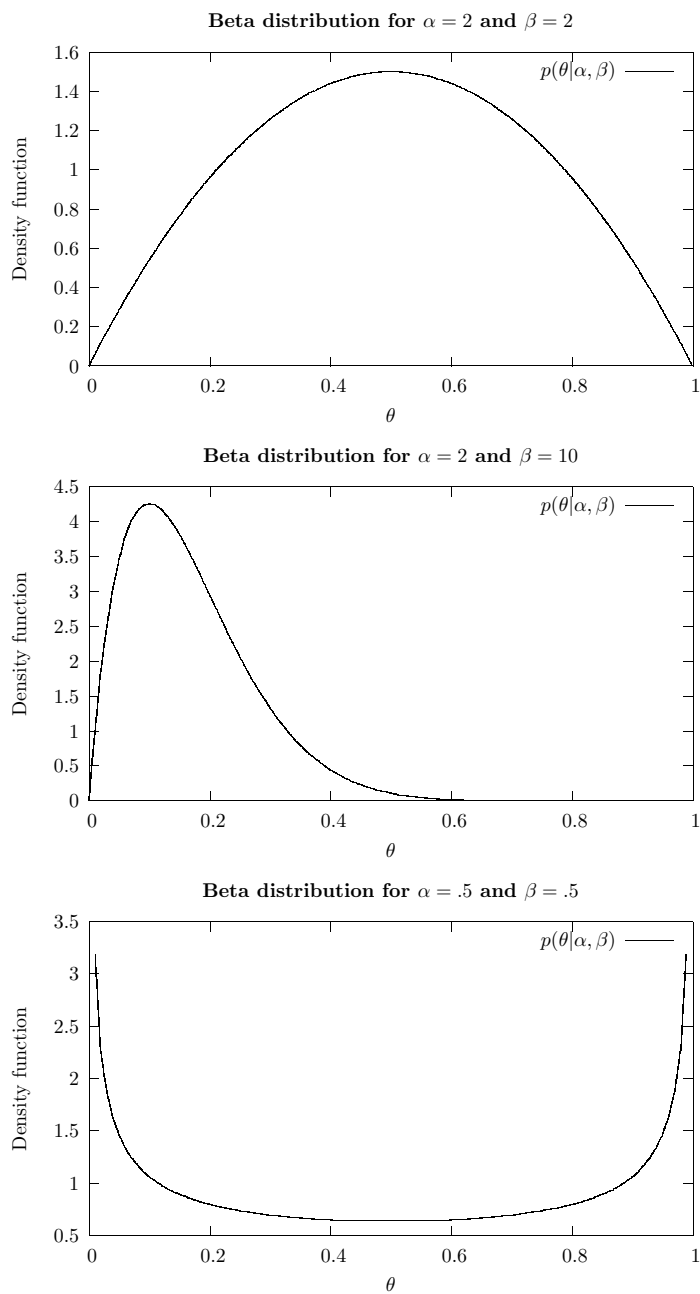 Beta distribution for α = 2 and β = 2
p(θ|α, β)
Density function
1.6
1.4
1.2
1
0.8
0.6
0.4
0.2
0
0 0.2 0.4 0.6 0.8 1
θ
Beta distribution for α = 2 and β = 10
p(θ|α, β)
Density function
4.5
4
3.5
3
2.5
2
1.5
1
0.5
0
0 0.2 0.4 0.6 0.8 1
θ
Beta distribution for α = .5 and β = .5
p(θ|α, β)
Density function
3.5
3
2.5
2
1.5
1
0.5
0 0.2 0.4 0.6 0.8 1
θ